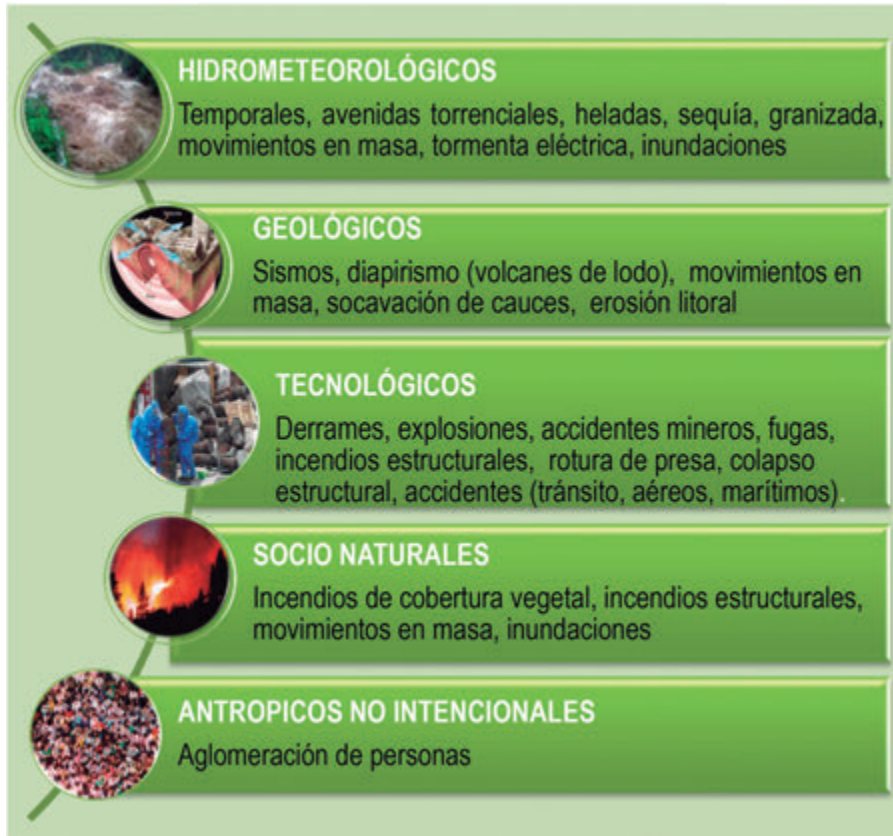 HIDROMETEOROLÓGICOS
Temporales, avenidas torrenciales, heladas, sequía, granizada,
movimientos en masa, tormenta eléctrica, inundaciones
GEOLÓGICOS
Sismos, diapirismo (volcanes de lodo), movimientos en
masa, socavación de cauces, erosión litoral
TECNOLÓGICOS
Derrames, explosiones, accidentes mineros, fugas,
incendios estructurales, rotura de presa, colapso
estructural, accidentes (tránsito, aéreos, marítimos).
SOCIO NATURALES
Incendios de cobertura vegetal, incendios estructurales,
movimientos en masa, inundaciones
ANTROPICOS NO INTENCIONALES
Aglomeración de personas